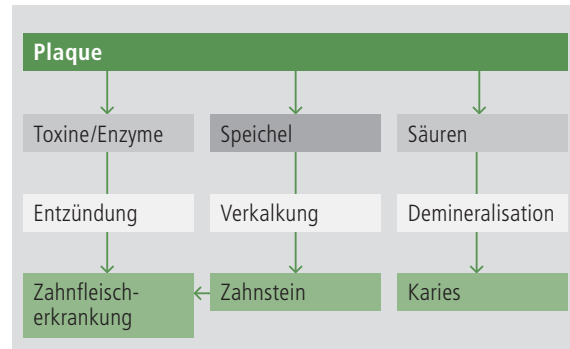 Plaque
Toxine/Enzyme
Speichel
Säuren
Entzündung
Verkalkung
Demineralisation
Zahnfleisch-
erkrankung
Zahnstein
Karies